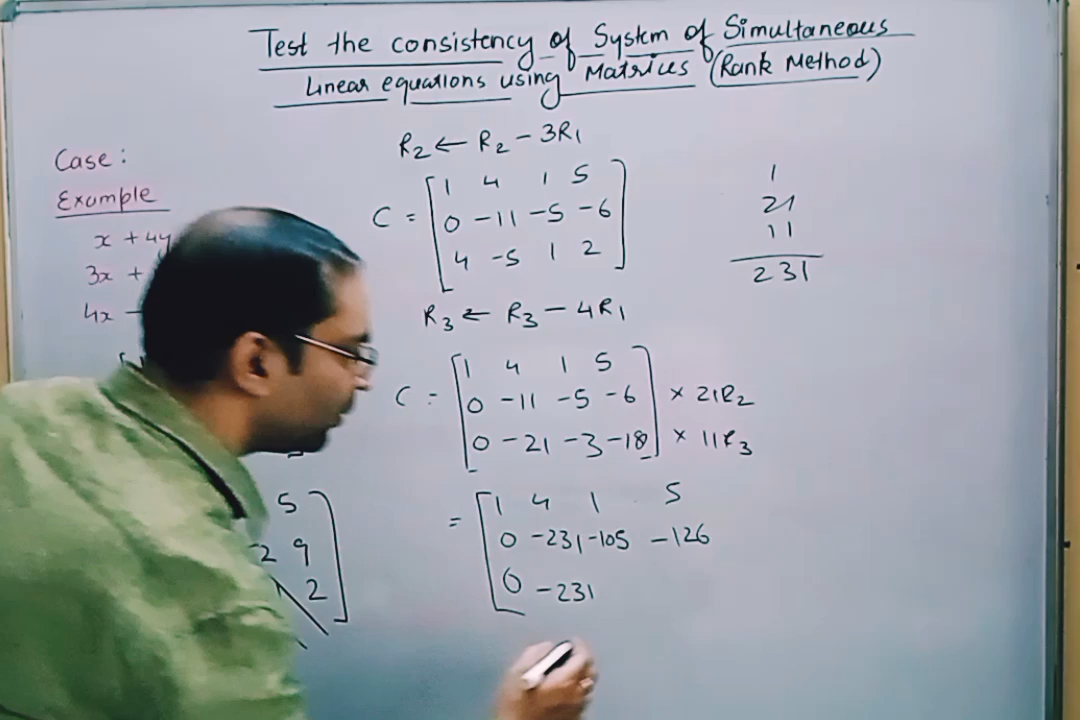 Test the consistency of System of Simultaneous
Linear equations using Matrices (Rank Method)
Case:
Example
x + 4y
3x +
4x -
5
-2 9
2
R2 ← R2 - 3R1
C = [1 4 1 5
0 -11 -5 -6
4 -5 1 2]
R3 ← R3 - 4R1
C = [1 4 1 5
0 -11 -5 -6 × 21R2
0 -21 -3 -18] × 11R3
= [1 4 1 5
0 -231 -105 -126
0 -231
1
21
11
231